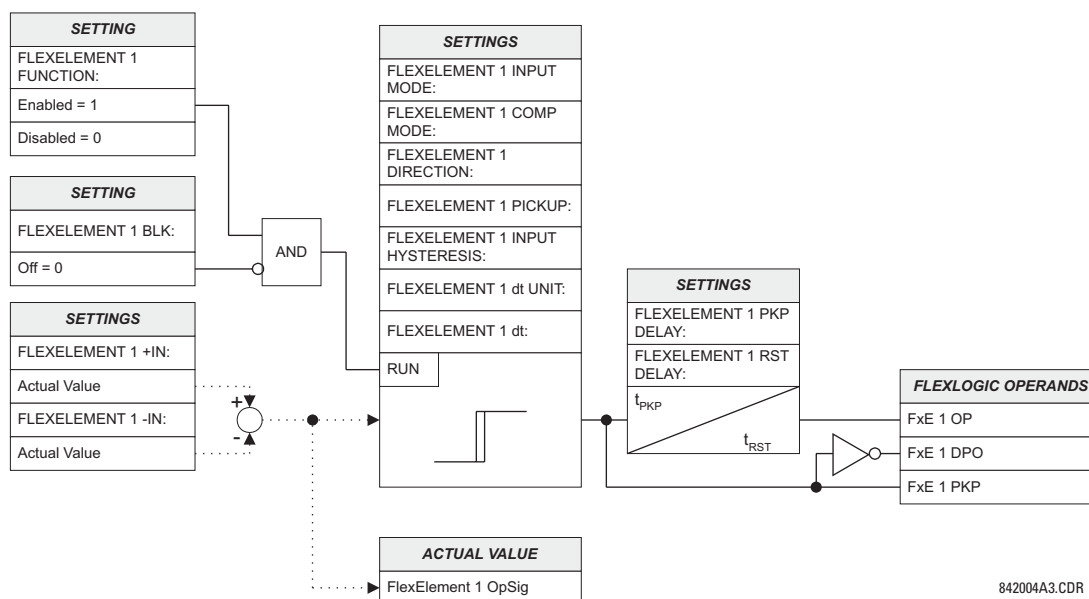 SETTING
FLEXELEMENT 1
FUNCTION:
Enabled = 1
Disabled = 0
SETTING
FLEXELEMENT 1 BLK:
Off = 0
SETTINGS
FLEXELEMENT 1 +IN:
Actual Value
FLEXELEMENT 1 -IN:
Actual Value
AND
+
-
SETTINGS
FLEXELEMENT 1 INPUT
MODE:
FLEXELEMENT 1 COMP
MODE:
FLEXELEMENT 1
DIRECTION:
FLEXELEMENT 1 PICKUP:
FLEXELEMENT 1 INPUT
HYSTERESIS:
FLEXELEMENT 1 dt UNIT:
FLEXELEMENT 1 dt:
RUN
SETTINGS
FLEXELEMENT 1 PKP
DELAY:
FLEXELEMENT 1 RST
DELAY:
tPKP
tRST
FLEXLOGIC OPERANDS
FxE 1 OP
FxE 1 DPO
FxE 1 PKP
ACTUAL VALUE
FlexElement 1 OpSig
842004A3.CDR